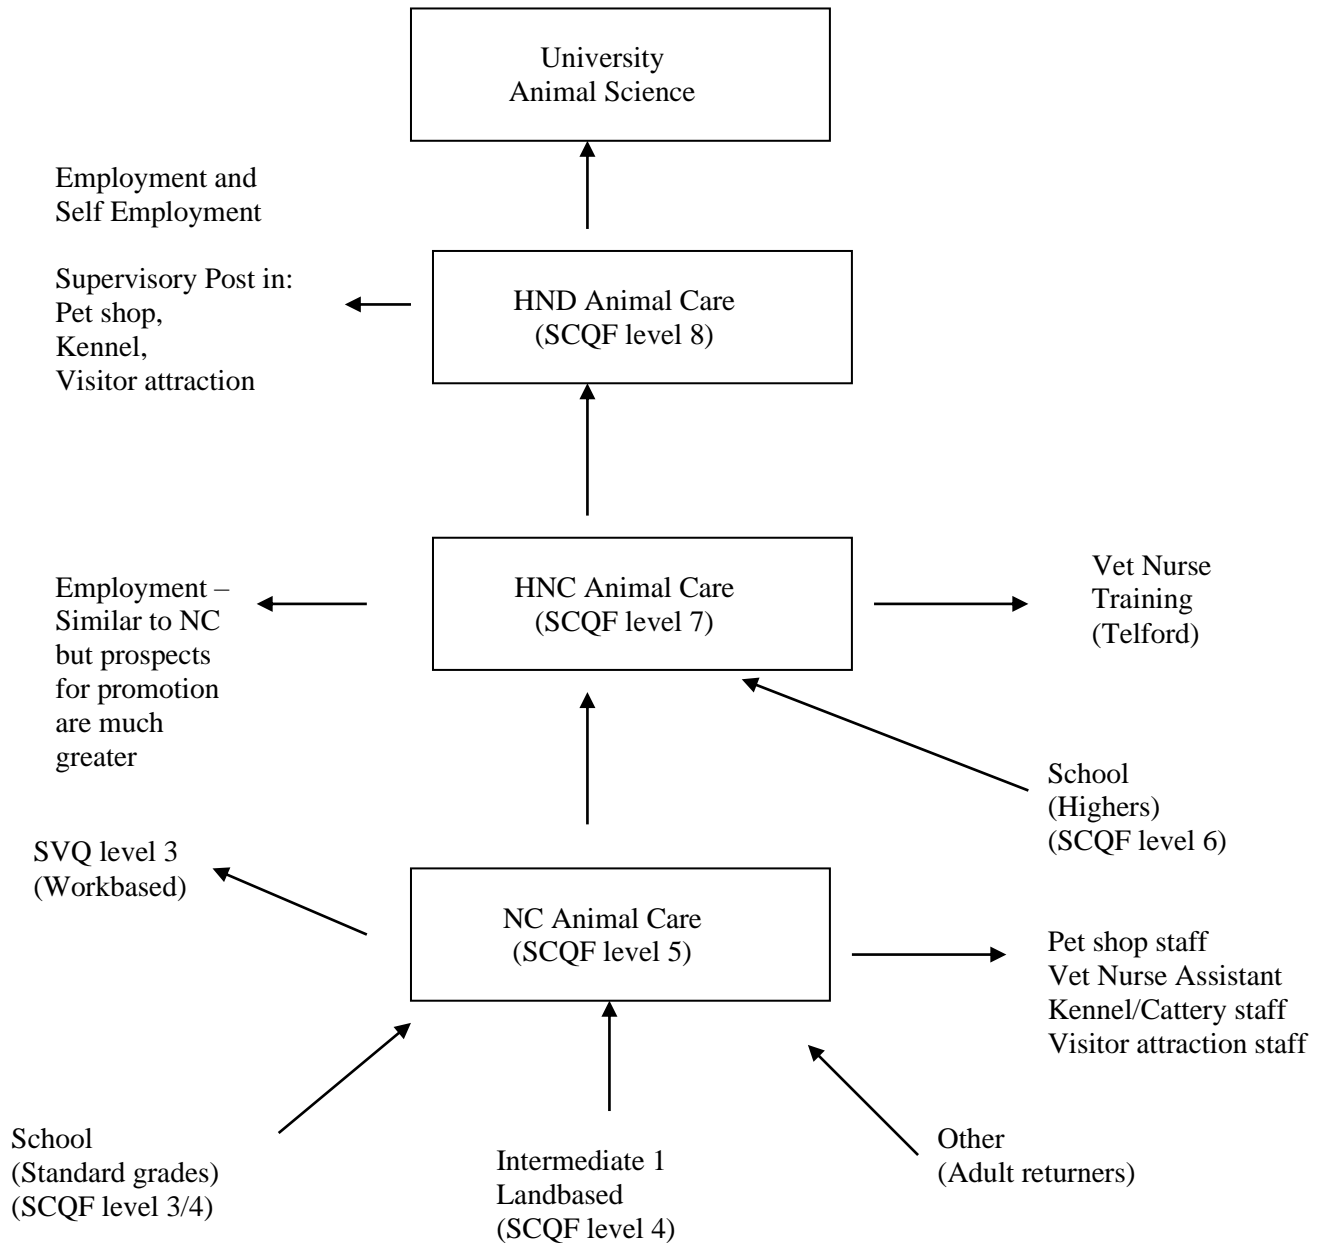 University
Animal Science
Employment and
Self Employment
Supervisory Post in:
Pet shop,
Kennel,
Visitor attraction
HND Animal Care
(SCQF level 8)
Employment –
Similar to NC
but prospects
for promotion
are much
greater
HNC Animal Care
(SCQF level 7)
Vet Nurse
Training
(Telford)
School
(Highers)
(SCQF level 6)
SVQ level 3
(Workbased)
NC Animal Care
(SCQF level 5)
Pet shop staff
Vet Nurse Assistant
Kennel/Cattery staff
Visitor attraction staff
School
(Standard grades)
(SCQF level 3/4)
Intermediate 1
Landbased
(SCQF level 4)
Other
(Adult returners)